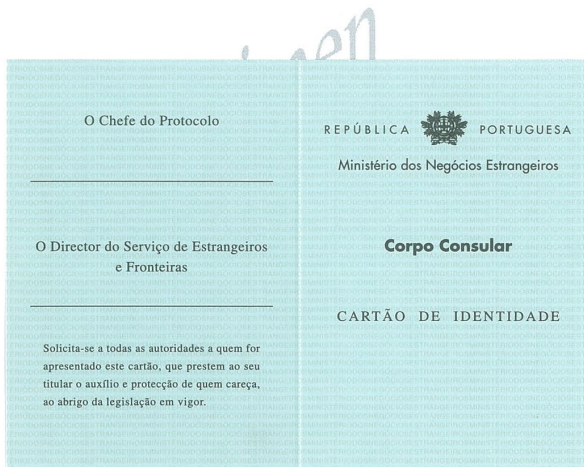 O Chefe do Protocolo
O Director do Serviço de Estrangeiros
e Fronteiras
Solicita-se a todas as autoridades a quem for
apresentado este cartão, que prestem ao seu
titular o auxílio e protecção de quem careça,
ao abrigo da legislação em vigor.
REPÚBLICA PORTUGUESA
Ministério dos Negócios Estrangeiros
Corpo Consular
CARTÃO DE IDENTIDADE